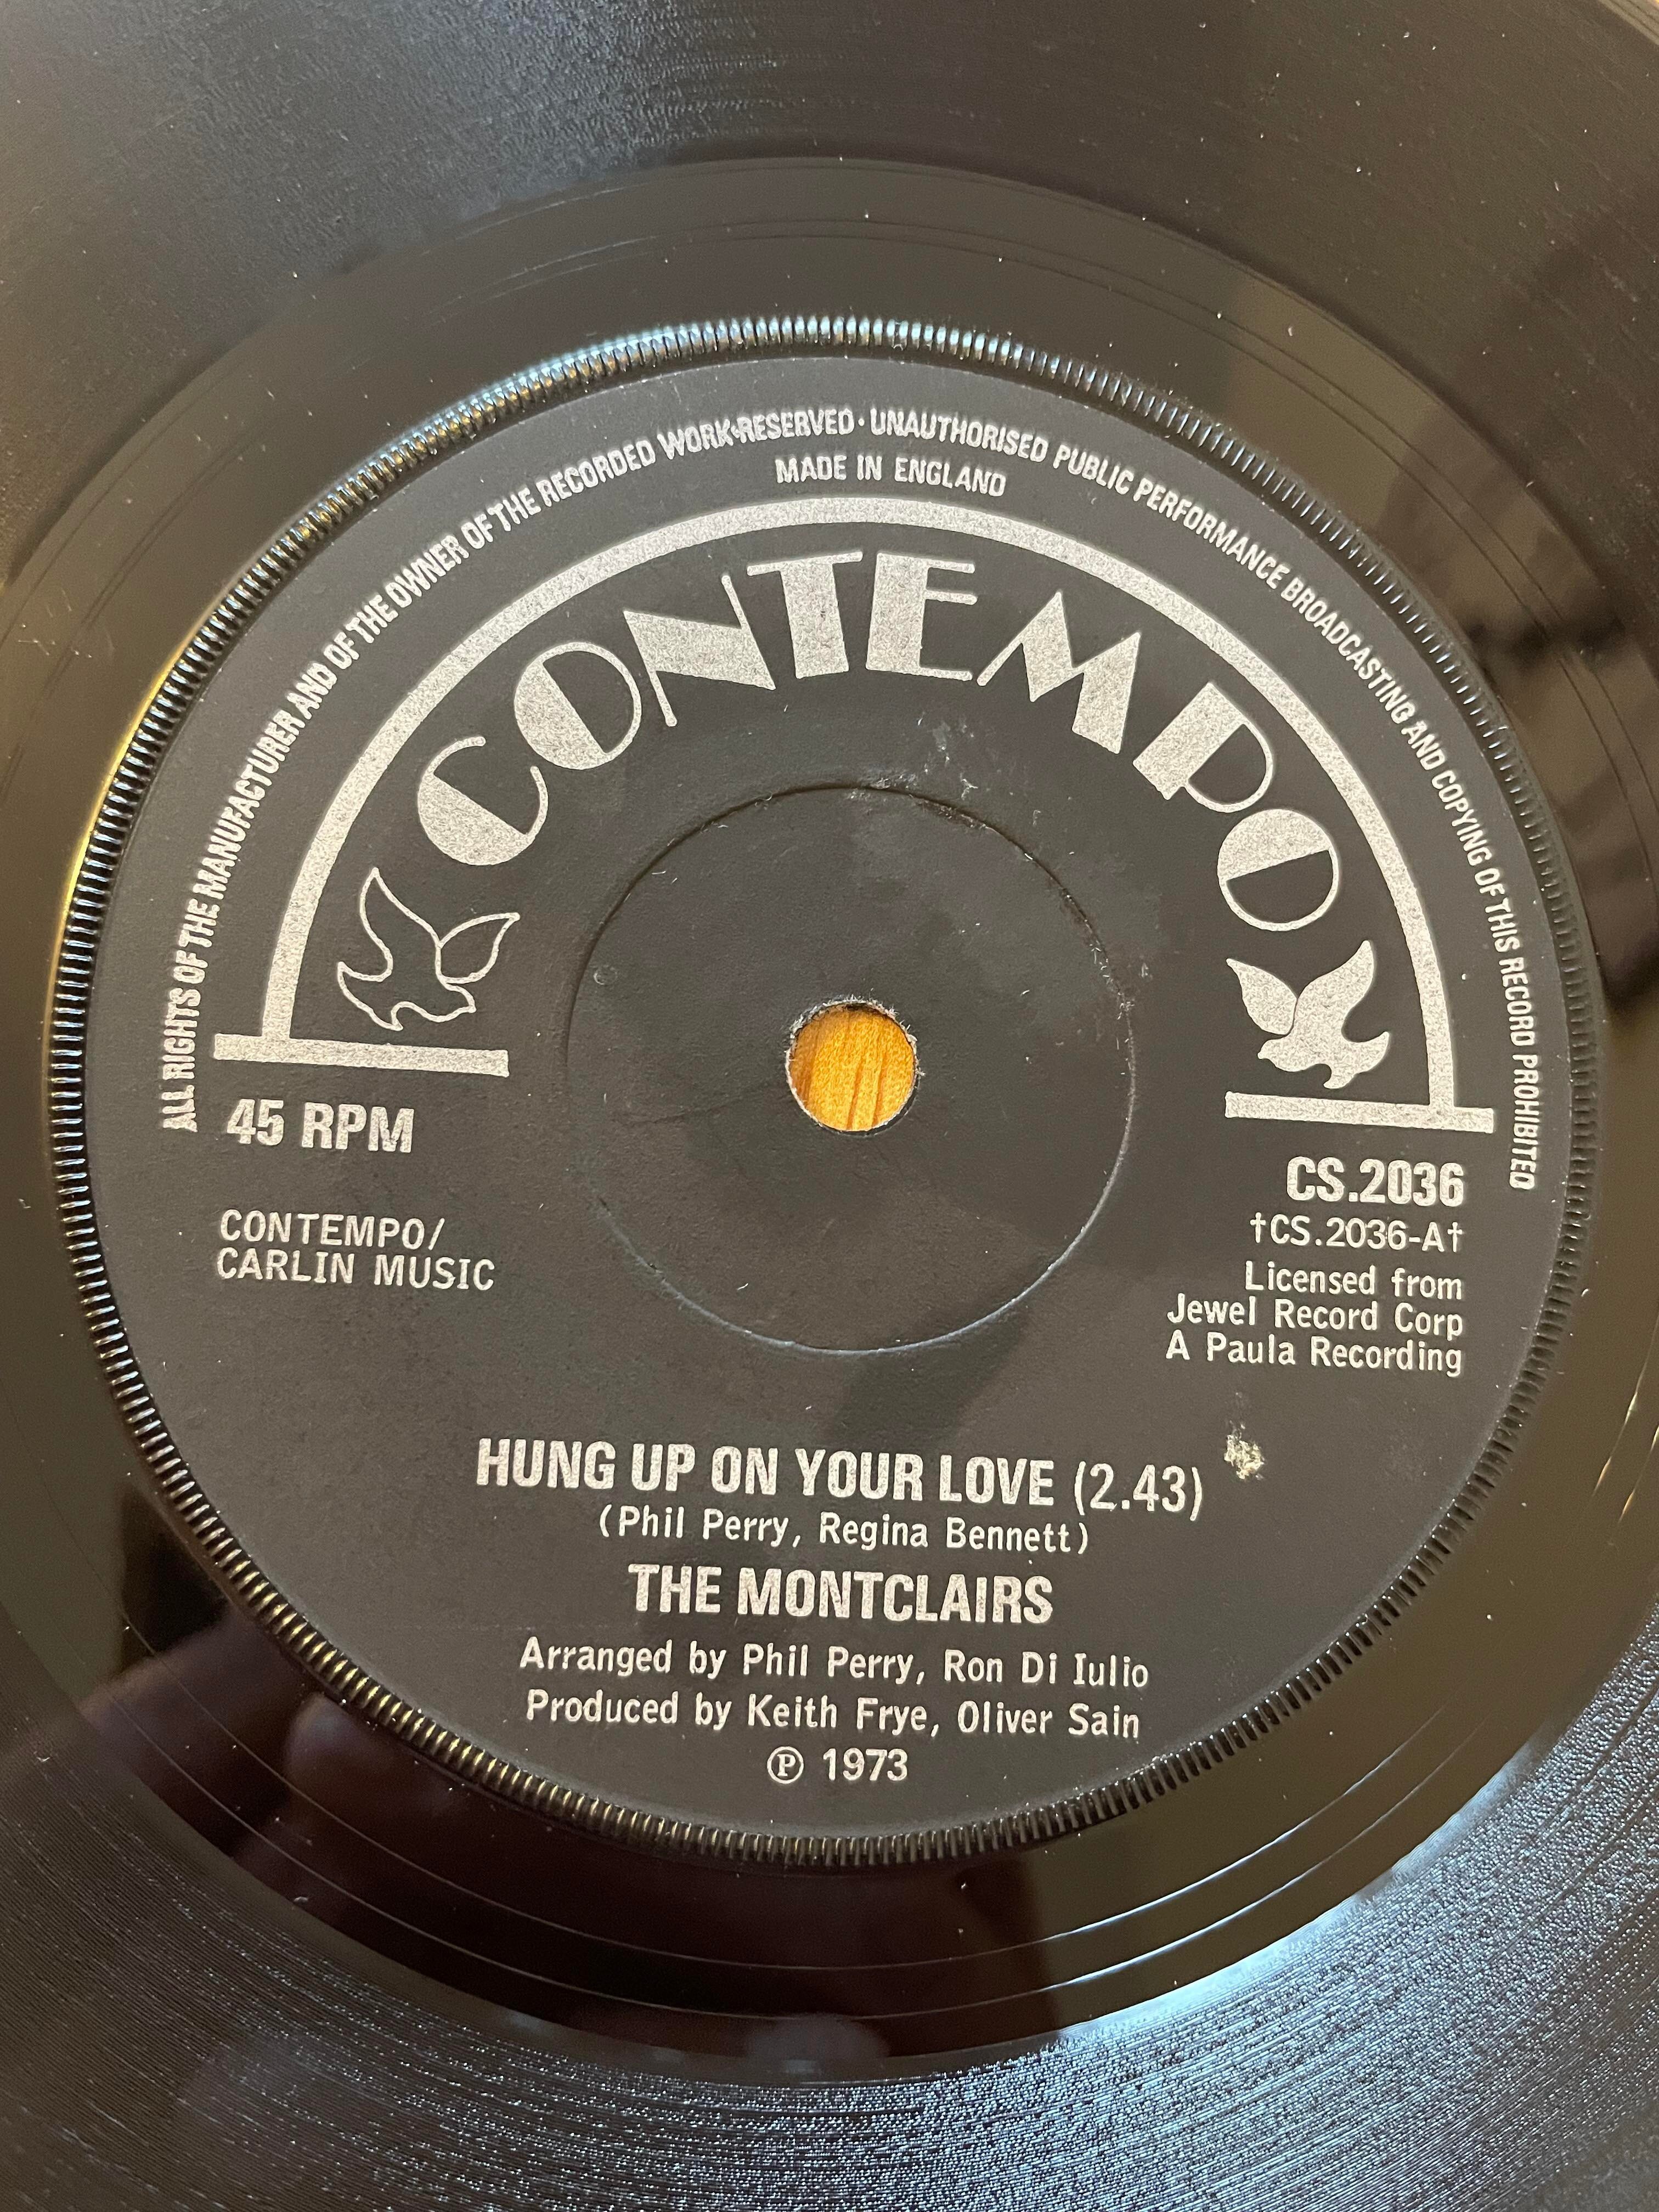 ALL RIGHTS OF THE MANUFACTURER AND OF THE OWNER OF THE RECORDED WORK RESERVED · UNAUTHORISED PUBLIC PERFORMANCE BROADCASTING AND COPYING OF THIS RECORD PROHIBITED
MADE IN ENGLAND
CONTEMPO
45 RPM
CONTEMPO/
CARLIN MUSIC
CS.2036
†CS.2036-A†
Licensed from
Jewel Record Corp
A Paula Recording
HUNG UP ON YOUR LOVE (2.43)
(Phil Perry, Regina Bennett)
THE MONTCLAIRS
Arranged by Phil Perry, Ron Di Iulio
Produced by Keith Frye, Oliver Sain
℗ 1973